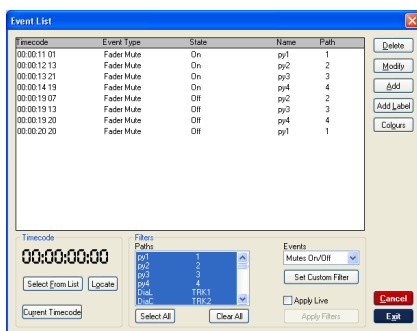 Event List
Timecode Event Type State Name Path
00:00:11 01 Fader Mute On py1 1
00:00:12 13 Fader Mute On py2 2
00:00:13 21 Fader Mute On py3 3
00:00:14 19 Fader Mute On py4 4
00:00:19 07 Fader Mute Off py2 2
00:00:19 13 Fader Mute Off py3 3
00:00:19 20 Fader Mute Off py4 4
00:00:20 20 Fader Mute Off py1 1
Delete
Modify
Add
Add Label
Colours
Timecode
00:00:00:00
Select From List Locate
Current Timecode
Filters
Paths
py1 1
py2 2
py3 3
py4 4
DiaL TRK1
DiaC TRK2
Select All Clear All
Events
Mutes On/Off
Set Custom Filter
Apply Live
Apply Filters
Cancel
Exit